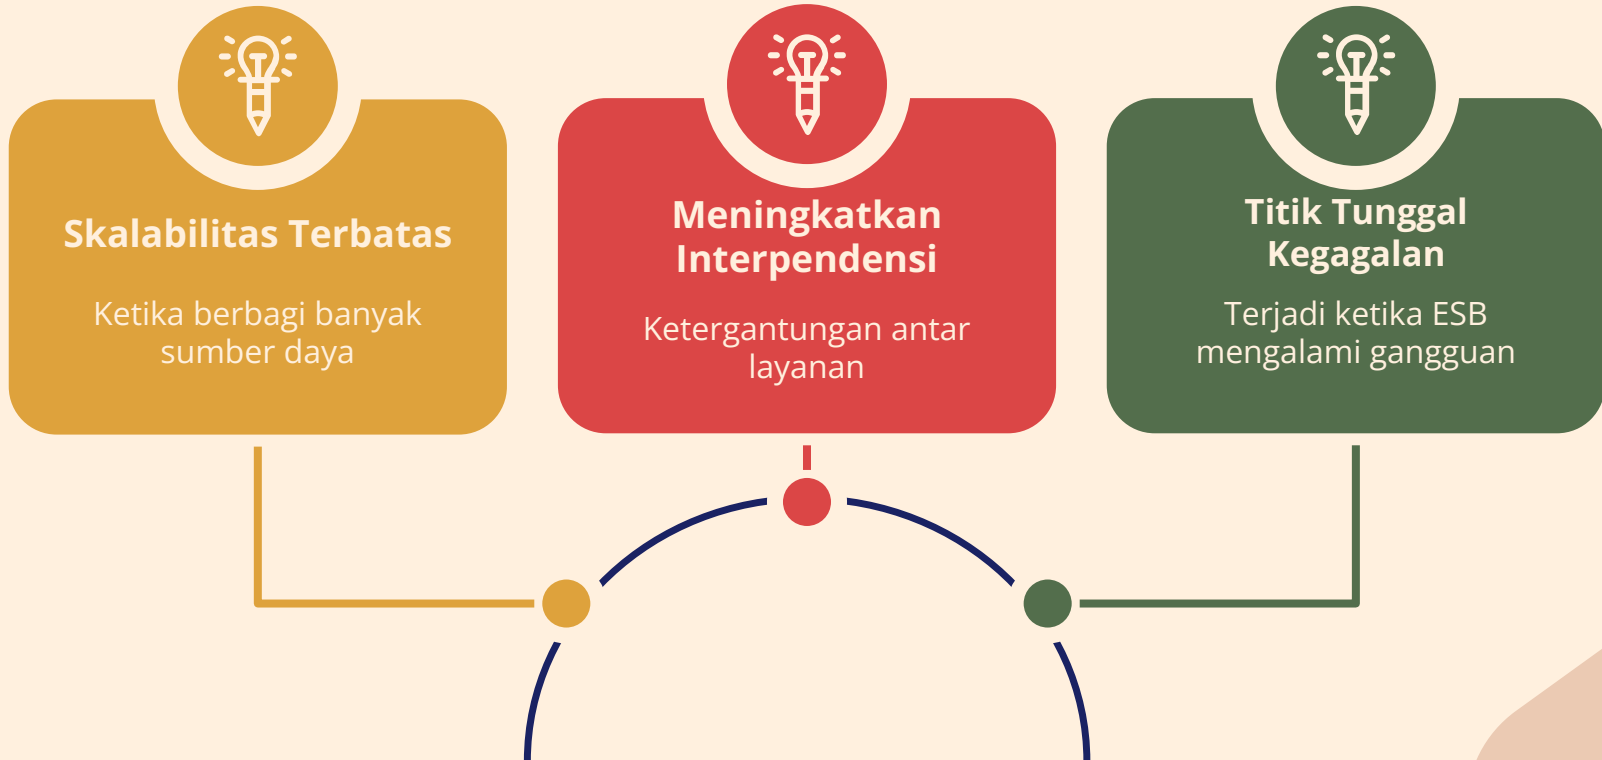 Skalabilitas Terbatas
Ketika berbagi banyak
sumber daya
Meningkatkan
Interpendensi
Ketergantungan antar
layanan
Titik Tunggal
Kegagalan
Terjadi ketika ESB
mengalami gangguan